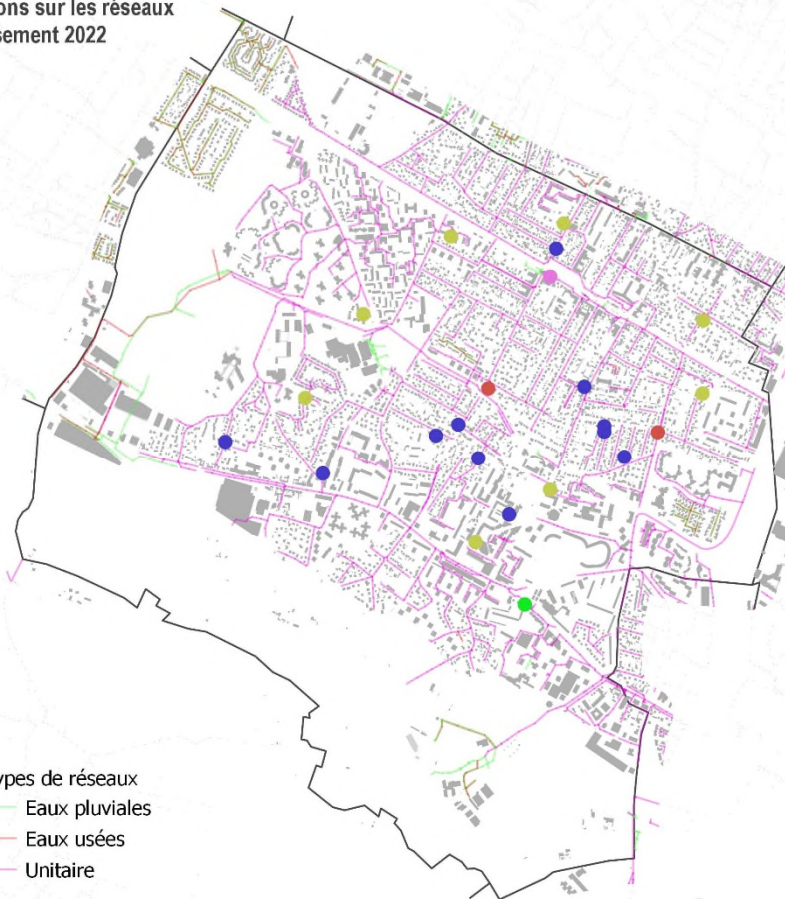 ons sur les réseaux
sement 2022
ypes de réseaux
Eaux pluviales
Eaux usées
Unitaire